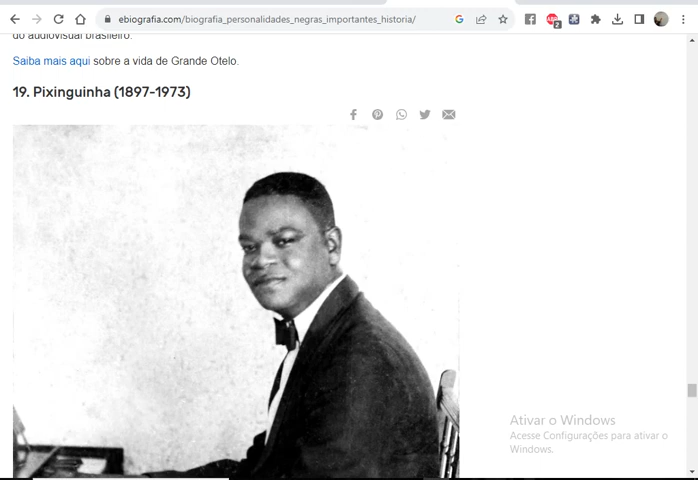 ebiografia.com/biografia_personalidades_negras_importantes_historia/
2
do audiovisual brasileiro.
Saiba mais aqui sobre a vida de Grande Otelo.
19. Pixinguinha (1897-1973)
Ativar o Windows
Acesse Configurações para ativar o
Windows.